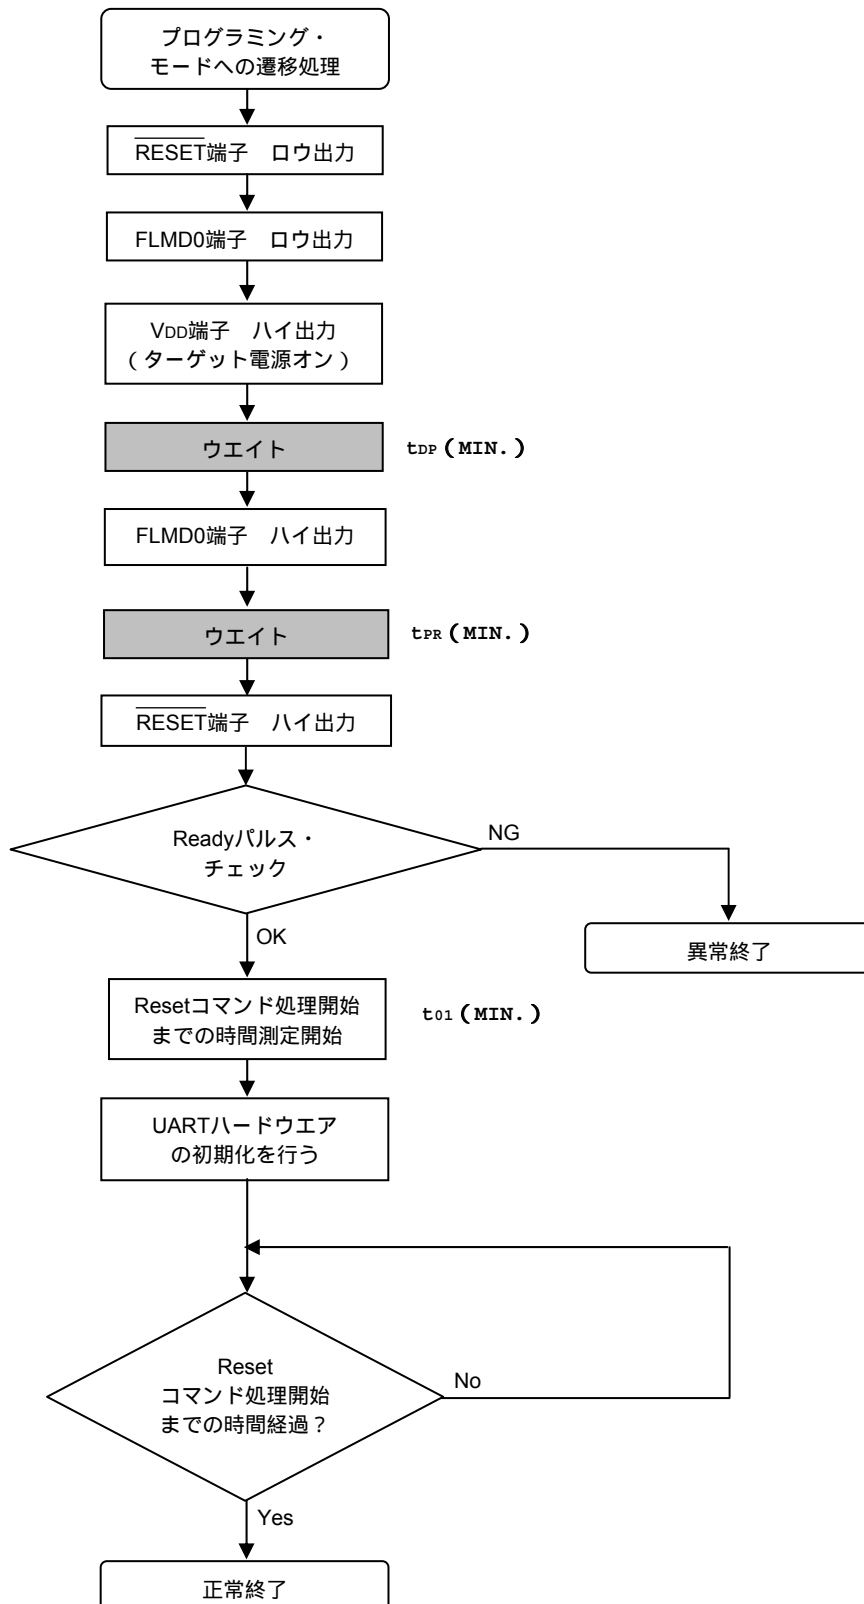 プログラミング・
モードへの遷移処理
RESET端子　ロウ出力
FLMD0端子　ロウ出力
VDD端子　ハイ出力
（ターゲット電源オン）
ウエイト　tDP（MIN.）
FLMD0端子　ハイ出力
ウエイト　tPR（MIN.）
RESET端子　ハイ出力
Readyパルス・
チェック
NG
異常終了
OK
Resetコマンド処理開始
までの時間測定開始
t01（MIN.）
UARTハードウエア
の初期化を行う
Reset
コマンド処理開始
までの時間経過？
No
Yes
正常終了